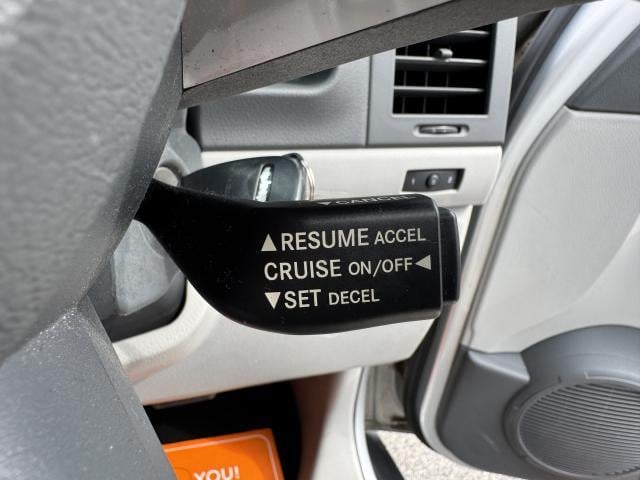 ▼CANCEL
▲RESUME ACCEL
CRUISE ON/OFF◄
▼SET DECEL
YOU!